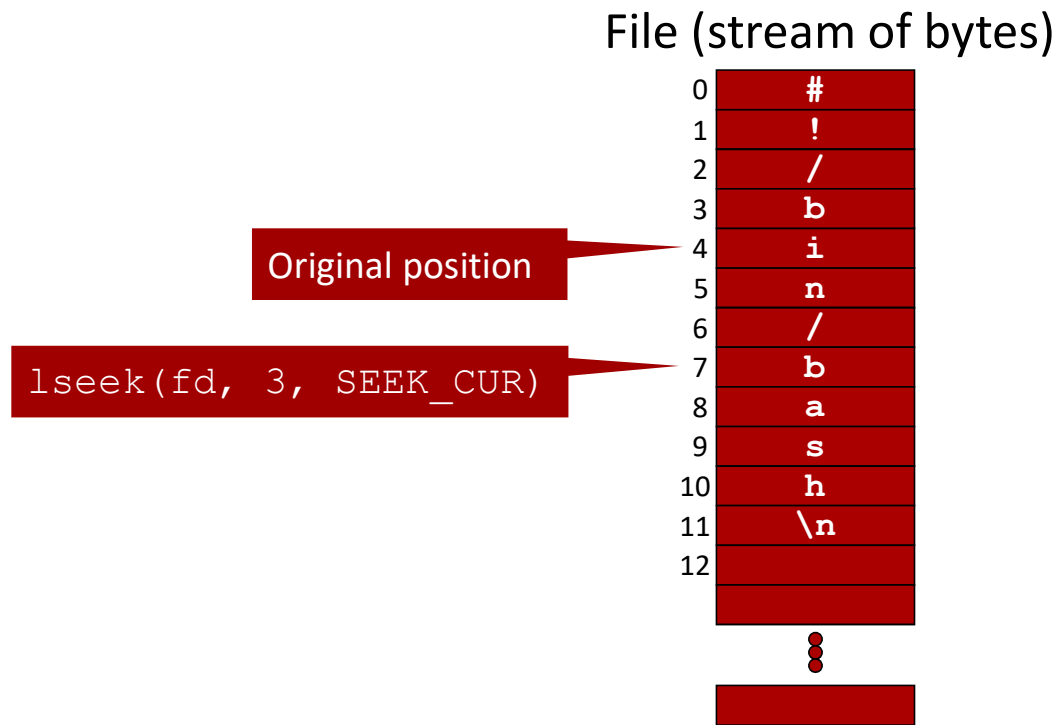 File (stream of bytes)
0 #
1 !
2 /
3 b
Original position 4 i
5 n
6 /
lseek(fd, 3, SEEK_CUR) 7 b
8 a
9 s
10 h
11 \n
12